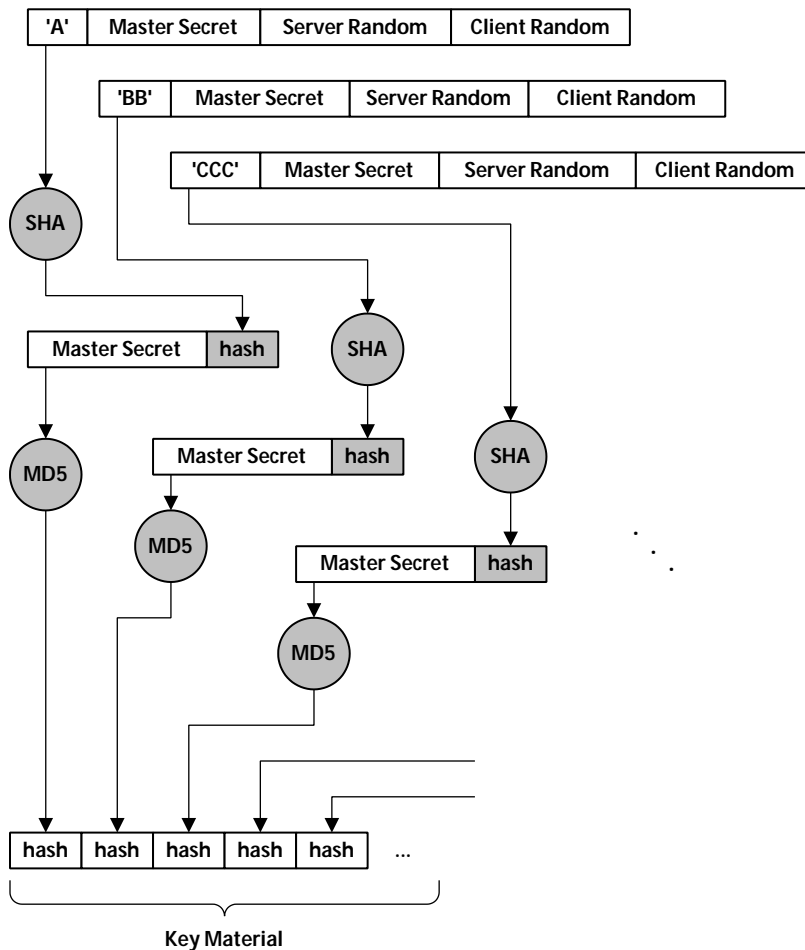 'A' Master Secret Server Random Client Random
'BB' Master Secret Server Random Client Random
'CCC' Master Secret Server Random Client Random
SHA
Master Secret hash
SHA
MD5
Master Secret hash
SHA
MD5
Master Secret hash
MD5
hash hash hash hash hash ...
Key Material